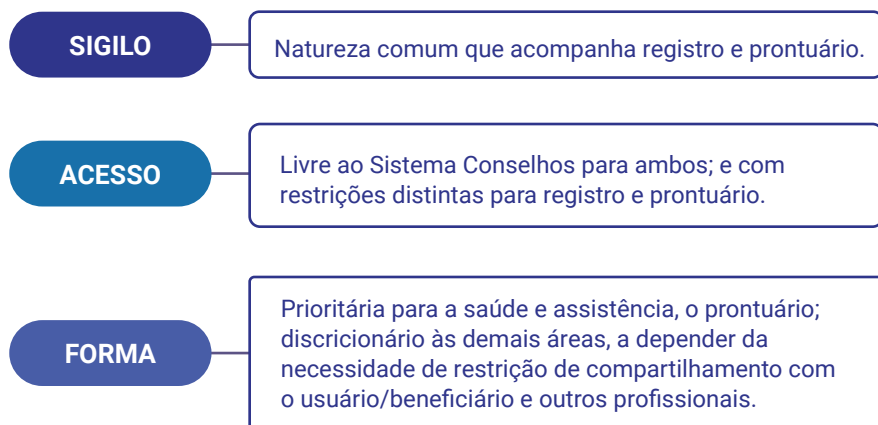 SIGILO
Natureza comum que acompanha registro e prontuário.
ACESSO
Livre ao Sistema Conselhos para ambos; e com
restrições distintas para registro e prontuário.
FORMA
Prioritária para a saúde e assistência, o prontuário;
discricionário às demais áreas, a depender da
necessidade de restrição de compartilhamento com
o usuário/beneficiário e outros profissionais.